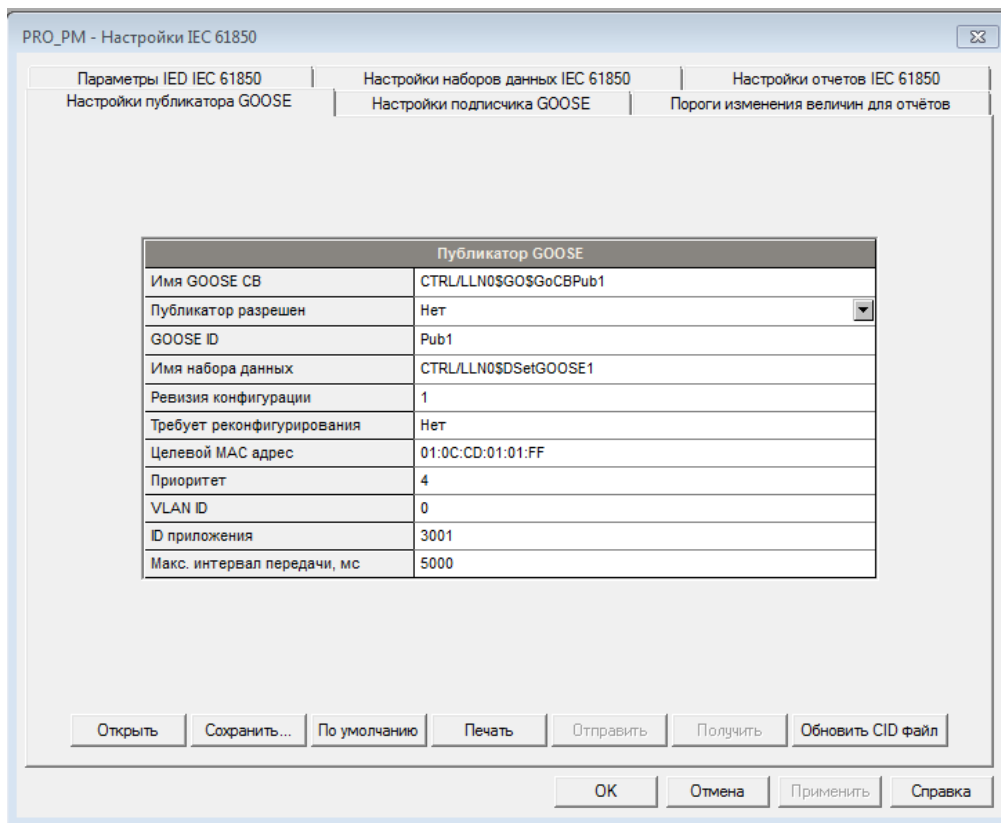 PRO_PM - Настройки IEC 61850
Параметры IED IEC 61850 Настройки наборов данных IEC 61850 Настройки отчетов IEC 61850
Настройки публикатора GOOSE Настройки подписчика GOOSE Пороги изменения величин для отчётов
Публикатор GOOSE
Имя GOOSE CB CTRL/LLN0$GO$GoCBPub1
Публикатор разрешен Нет
GOOSE ID Pub1
Имя набора данных CTRL/LLN0$DSetGOOSE1
Ревизия конфигурации 1
Требует реконфигурирования Нет
Целевой MAC адрес 01:0C:CD:01:01:FF
Приоритет 4
VLAN ID 0
ID приложения 3001
Макс. интервал передачи, мс 5000
Открыть Сохранить... По умолчанию Печать Отправить Получить Обновить CID файл
OK Отмена Применить Справка